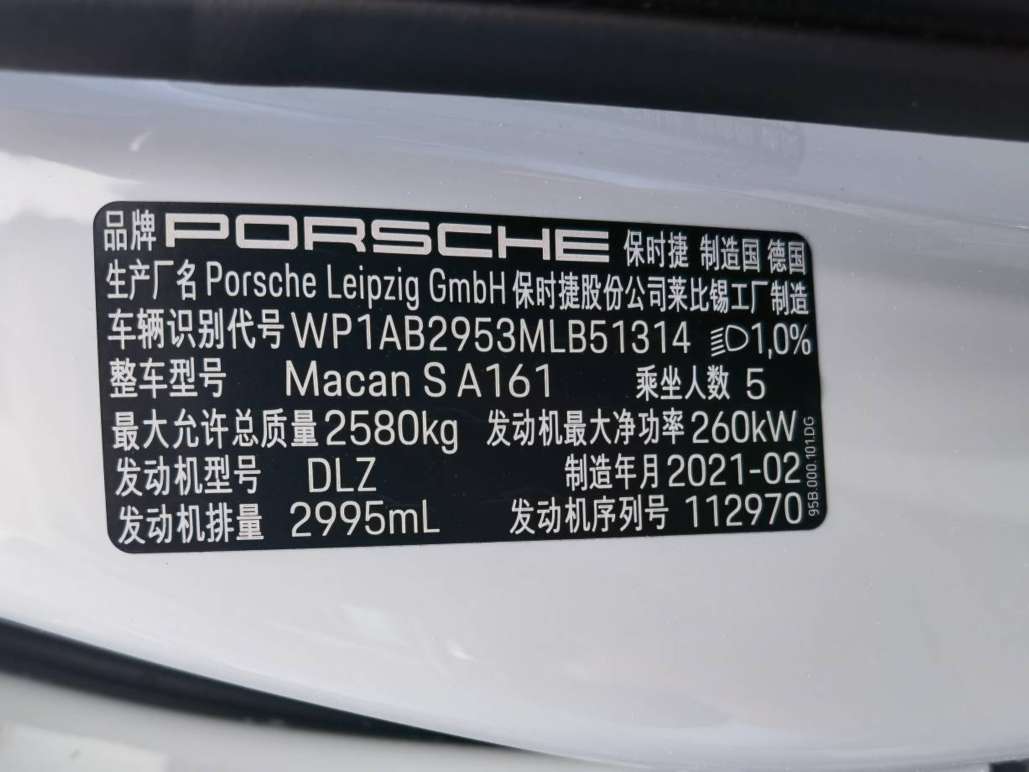 品牌 PORSCHE 保时捷 制造国 德国
生产厂名 Porsche Leipzig GmbH 保时捷股份公司莱比锡工厂制造
车辆识别代号 WP1AB2953MLB51314 1,0%
整车型号 Macan S A161 乘坐人数 5
最大允许总质量 2580kg 发动机最大净功率 260kW
发动机型号 DLZ 制造年月 2021-02
发动机排量 2995mL 发动机序列号 112970
95B.000.101.DG